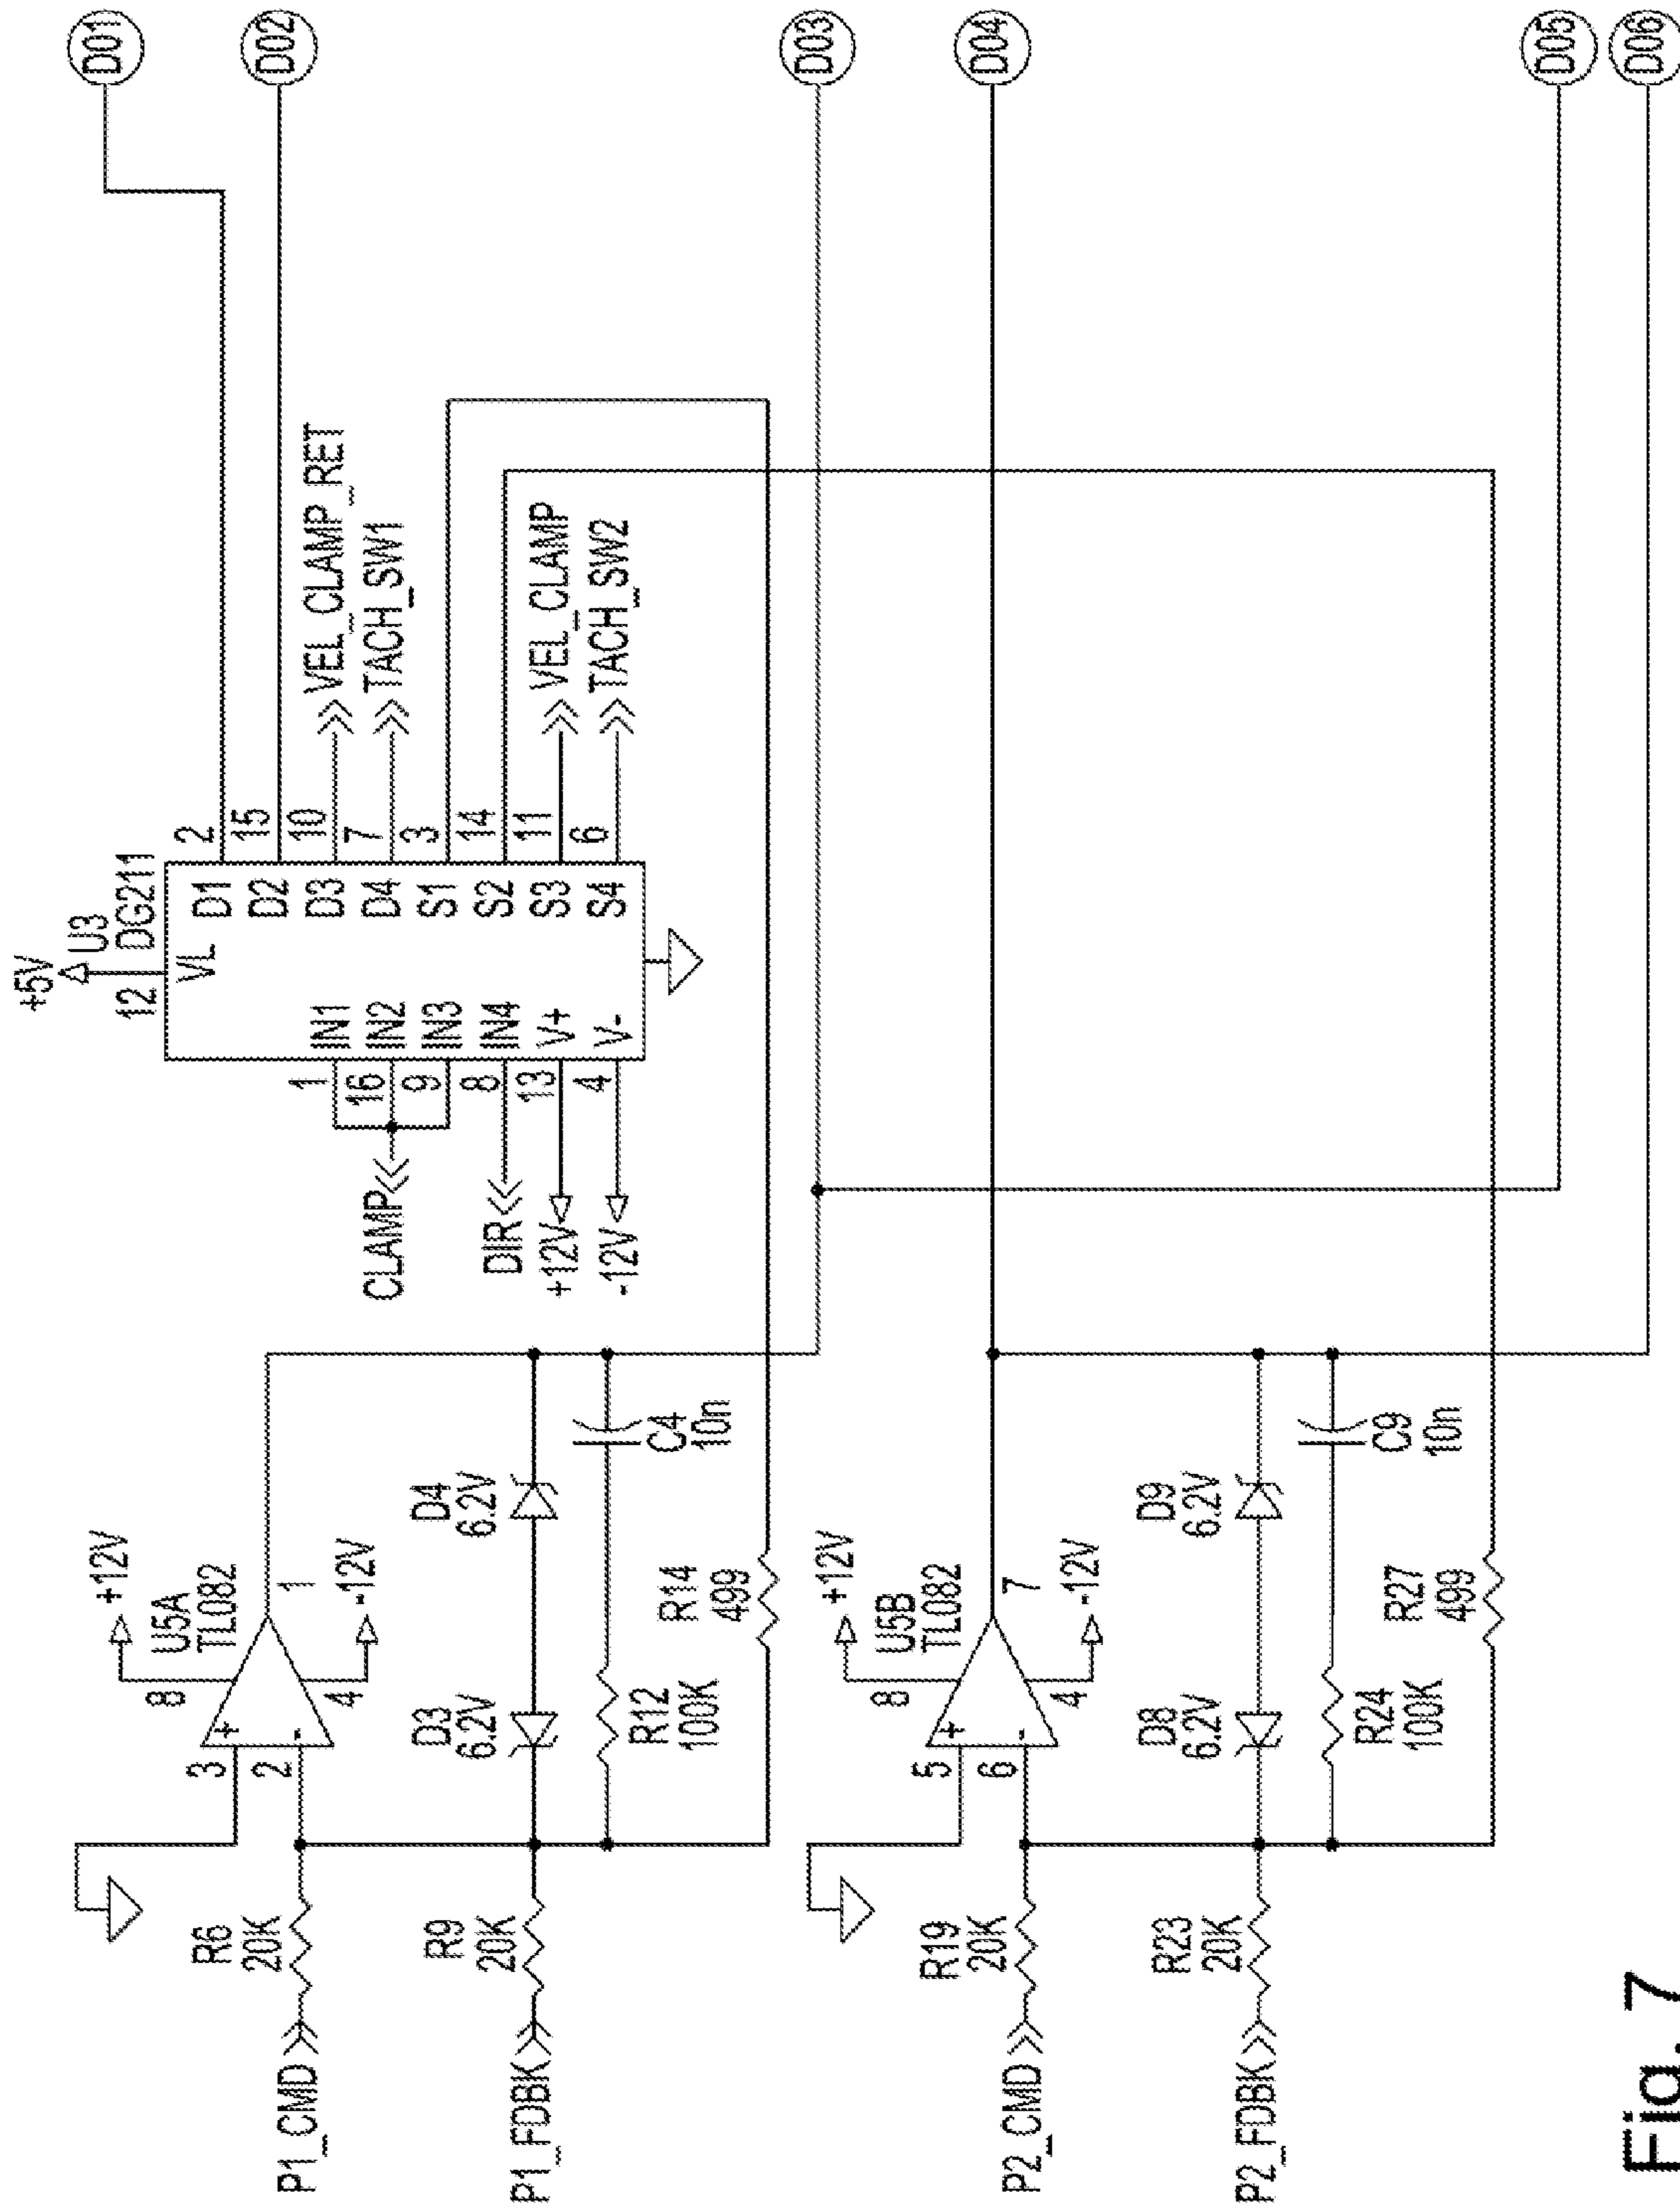 D01
D02
D03
D04
D05
D06
+5V
12
U3
DG211
VL
IN1
IN2
IN3
IN4
V+
V-
D1
D2
D3
D4
S1
S2
S3
S4
1
16
9
8
13
4
2
15
10
7
3
14
11
6
CLAMP
DIR
+12V
-12V
VEL_CLAMP_RET
TACH_SW1
VEL_CLAMP
TACH_SW2
P1_CMD
R6
20K
P1_FDBK
R9
20K
3
2
+
-
8
4
1
+12V
-12V
U5A
TL082
D3
6.2V
D4
6.2V
R12
100K
C4
10n
R14
499
P2_CMD
R19
20K
P2_FDBK
R23
20K
5
6
+
-
8
4
7
+12V
-12V
U5B
TL082
D8
6.2V
D9
6.2V
R24
100K
C9
10n
R27
499
Fig. 7